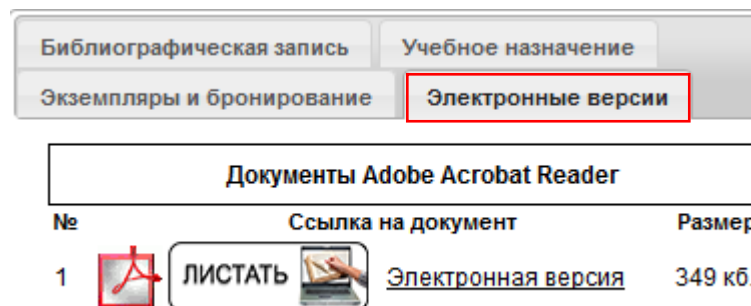 Библиографическая запись Учебное назначение
Экземпляры и бронирование Электронные версии
Документы Adobe Acrobat Reader
№ Ссылка на документ Размер
1 ЛИСТАТЬ Электронная версия 349 кб